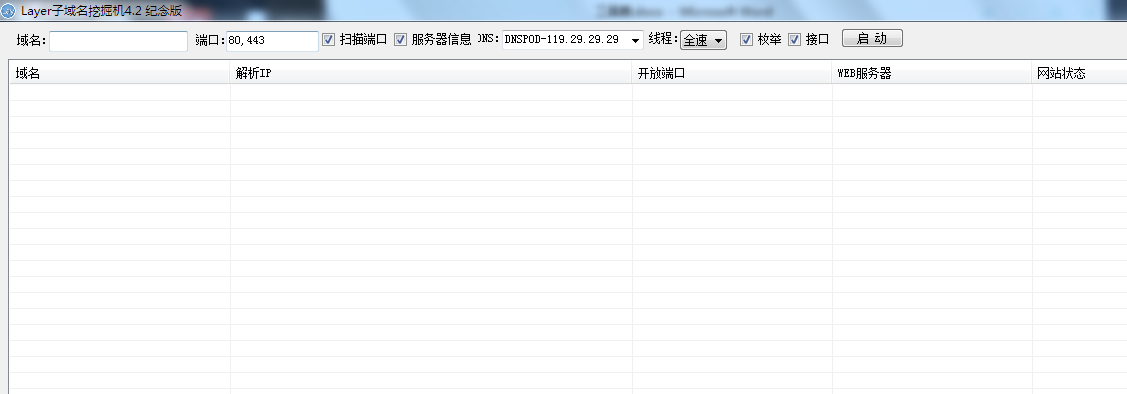 Layer子域名挖掘机4.2 纪念版
域名: 端口: 80,443 扫描端口 服务器信息 DNS: DNSPOD-119.29.29.29 线程: 全速 枚举 接口 启 动
域名 解析IP 开放端口 WEB服务器 网站状态